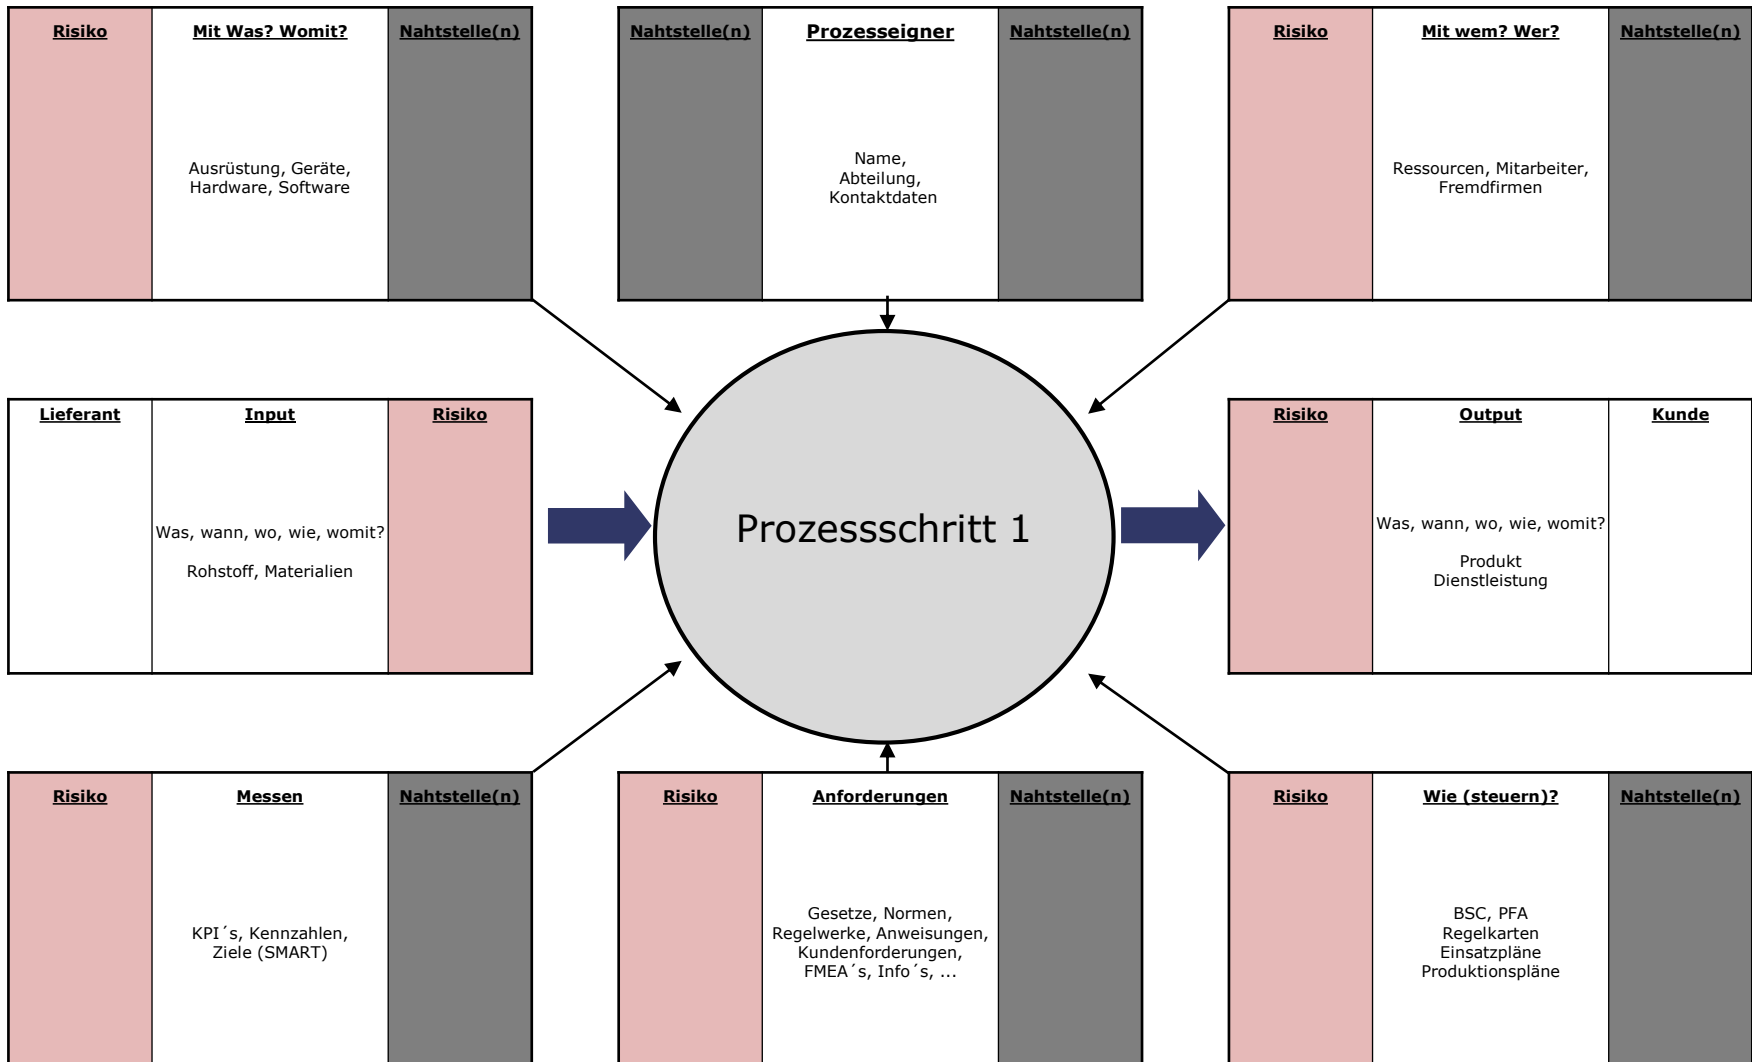 Risiko
Mit Was? Womit?
Nahtstelle(n)
Ausrüstung, Geräte,
Hardware, Software
Nahtstelle(n)
Prozesseigner
Nahtstelle(n)
Name,
Abteilung,
Kontaktdaten
Risiko
Mit wem? Wer?
Nahtstelle(n)
Ressourcen, Mitarbeiter,
Fremdfirmen
Lieferant
Input
Risiko
Was, wann, wo, wie, womit?
Rohstoff, Materialien
Prozessschritt 1
Risiko
Output
Kunde
Was, wann, wo, wie, womit?
Produkt
Dienstleistung
Risiko
Messen
Nahtstelle(n)
KPI´s, Kennzahlen,
Ziele (SMART)
Risiko
Anforderungen
Nahtstelle(n)
Gesetze, Normen,
Regelwerke, Anweisungen,
Kundenforderungen,
FMEA´s, Info´s, ...
Risiko
Wie (steuern)?
Nahtstelle(n)
BSC, PFA
Regelkarten
Einsatzpläne
Produktionspläne